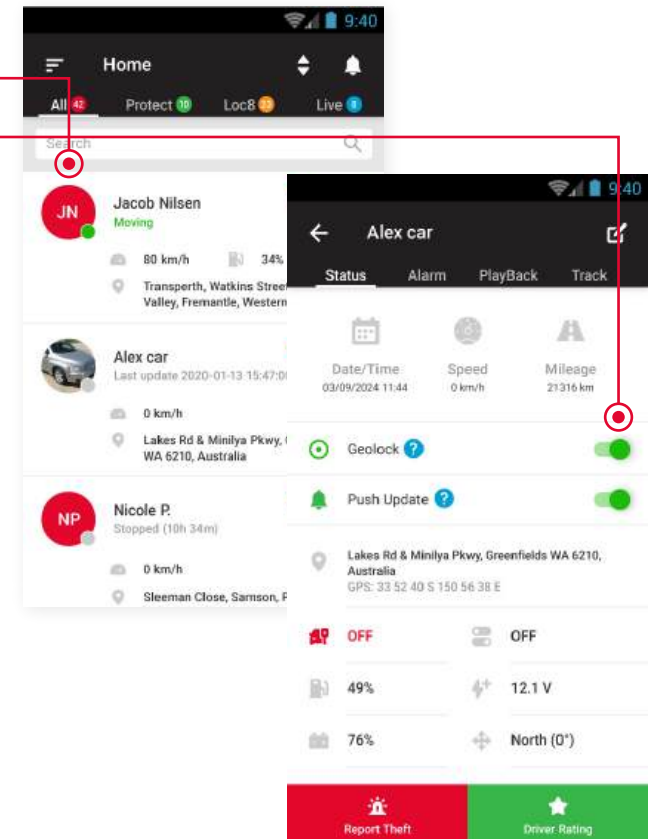 9:40
Home
All 42
Protect 10
Loc8 23
Live 8
Search
JN
Jacob Nilsen
Moving
80 km/h
34%
Transperth, Watkins Stree
Valley, Fremantle, Western
Alex car
Last update 2020-01-13 15:47:0
0 km/h
Lakes Rd & Minilya Pkwy,
WA 6210, Australia
NP
Nicole P.
Stopped (10h 34m)
0 km/h
Sleeman Close, Samson,
9:40
Alex car
Status
Alarm
PlayBack
Track
Date/Time
Speed
Mileage
03/09/2024 11:44
0 km/h
21316 km
Geolock ?
Push Update ?
Lakes Rd & Minilya Pkwy, Greenfields WA 6210,
Australia
GPS: 33 52 40 S 150 56 38 E
OFF
OFF
49%
12.1 V
76%
North (0°)
Report Theft
Driver Rating